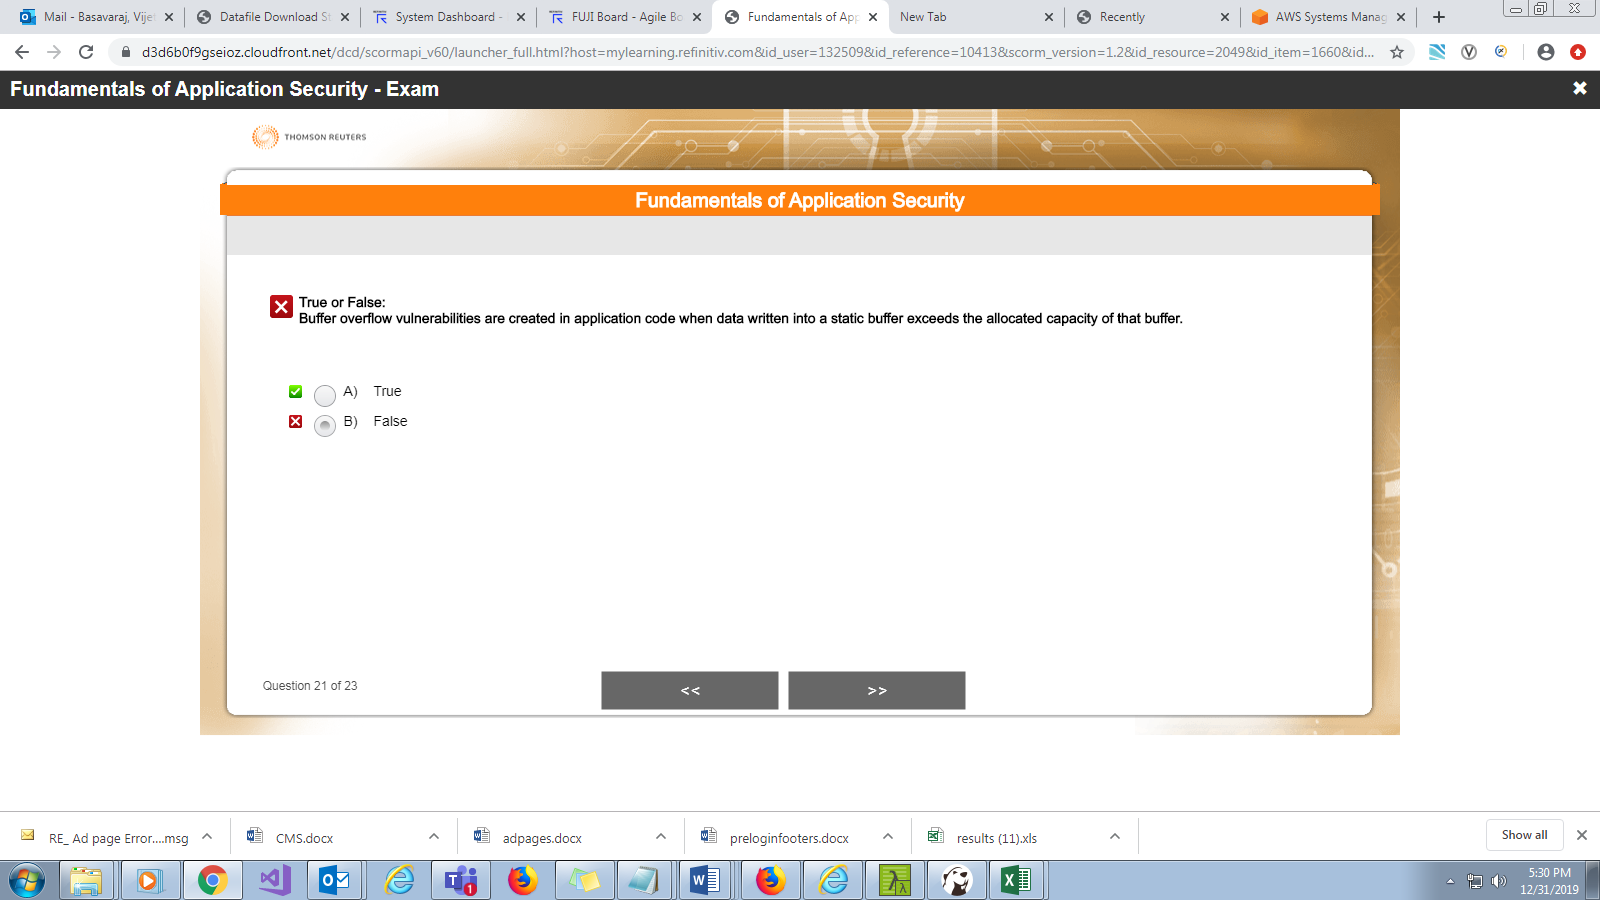 Mail - Basavaraj, Vije
Datafile Download St
System Dashboard -
FUJI Board - Agile Bo
Fundamentals of App
New Tab
Recently
AWS Systems Manag
d3d6b0f9gseioz.cloudfront.net/dcd/scormapi_v60/launcher_full.html?host=mylearning.refinitiv.com&id_user=132509&id_reference=10413&scorm_version=1.2&id_resource=2049&id_item=1660&id...
Fundamentals of Application Security - Exam
THOMSON REUTERS
Fundamentals of Application Security
True or False:
Buffer overflow vulnerabilities are created in application code when data written into a static buffer exceeds the allocated capacity of that buffer.
A) True
B) False
Question 21 of 23
<<
>>
RE_ Ad page Error....msg
CMS.docx
adpages.docx
preloginfooters.docx
results (11).xls
Show all
1
5:30 PM
12/31/2019